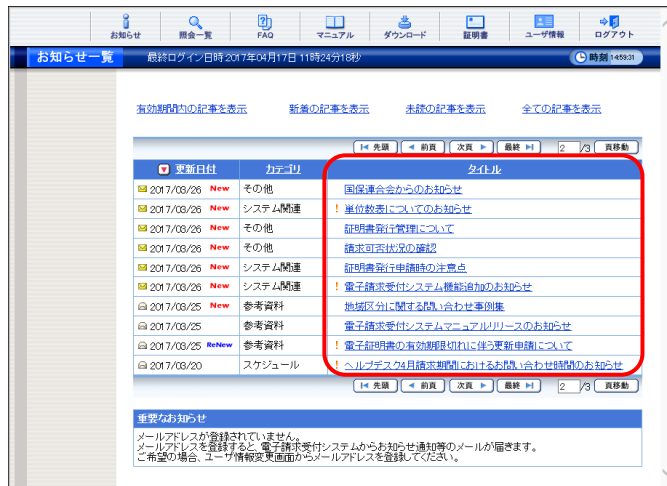 お知らせ 照会一覧 FAQ マニュアル ダウンロード 証明書 ユーザ情報 ログアウト
お知らせ一覧 最終ログイン日時:2017年04月17日 11時24分18秒 時刻 14:59:31
有効期間内の記事を表示 新着の記事を表示 未読の記事を表示 全ての記事を表示
先頭 前頁 次頁 最終 2 /3 頁移動
更新日付 カテゴリ タイトル
2017/03/26 New その他 国保連合会からのお知らせ
2017/03/26 New システム関連 ! 単位数表についてのお知らせ
2017/03/26 New その他 証明書発行管理について
2017/03/26 New その他 請求可否状況の確認
2017/03/26 New システム関連 証明書発行申請時の注意点
2017/03/26 New システム関連 ! 電子請求受付システム機能追加のお知らせ
2017/03/25 New 参考資料 地域区分に関する問い合わせ事例集
2017/03/25 参考資料 電子請求受付システムマニュアルリリースのお知らせ
2017/03/25 ReNew 参考資料 ! 電子証明書の有効期限切れに伴う更新申請について
2017/03/20 スケジュール ! ヘルプデスク4月請求期間におけるお問い合わせ時間のお知らせ
先頭 前頁 次頁 最終 2 /3 頁移動
重要なお知らせ
メールアドレスが登録されていません。
メールアドレスを登録すると、電子請求受付システムからお知らせ通知等のメールが届きます。
ご希望の場合、ユーザ情報変更画面からメールアドレスを登録してください。